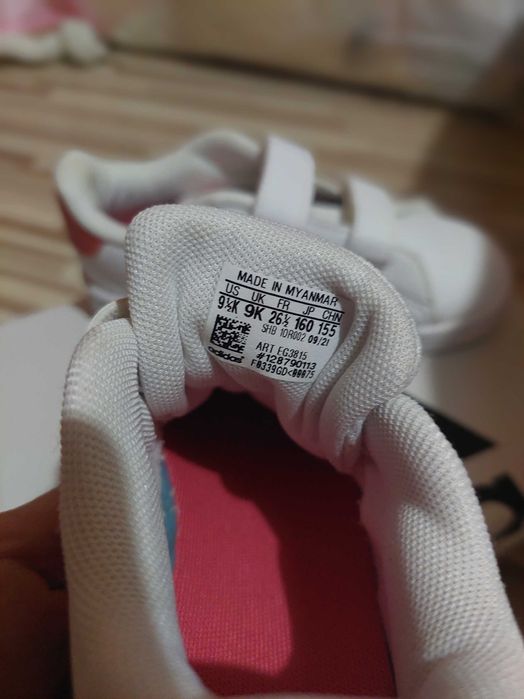 MADE IN MYANMAR
US UK FR JP CHN
9½K 9K 26½ 160 155
SHB 10R002 09/21
ART EG3815
#128790113
F0339GD<00075
adidas